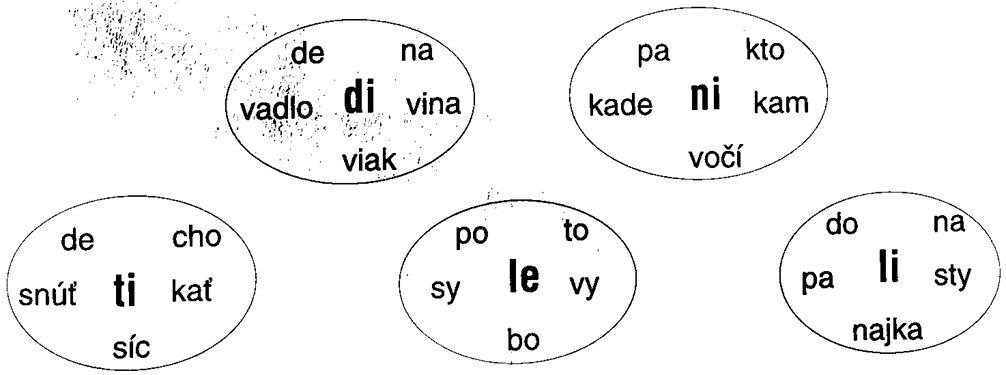 de na
vadlo di vina
viak
pa kto
kade ni kam
vočí
de cho
snúť ti kať
síc
po to
sy le vy
bo
do na
pa li sty
najka